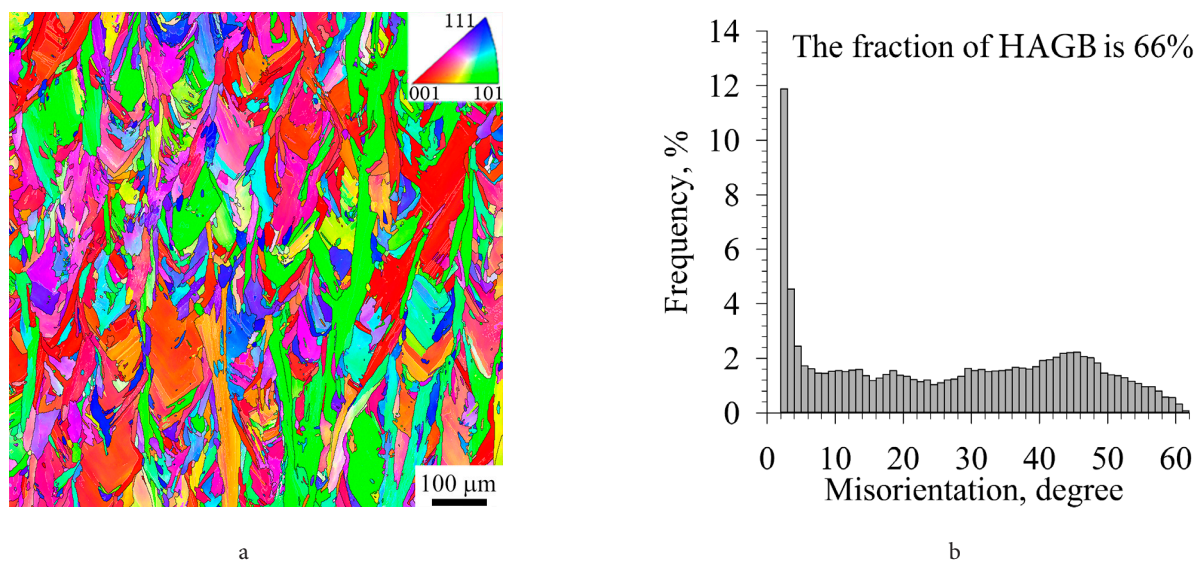 111
001 101
100 μm
a
The fraction of HAGB is 66%
Frequency, %
14
12
10
8
6
4
2
0
0 10 20 30 40 50 60
Misorientation, degree
b